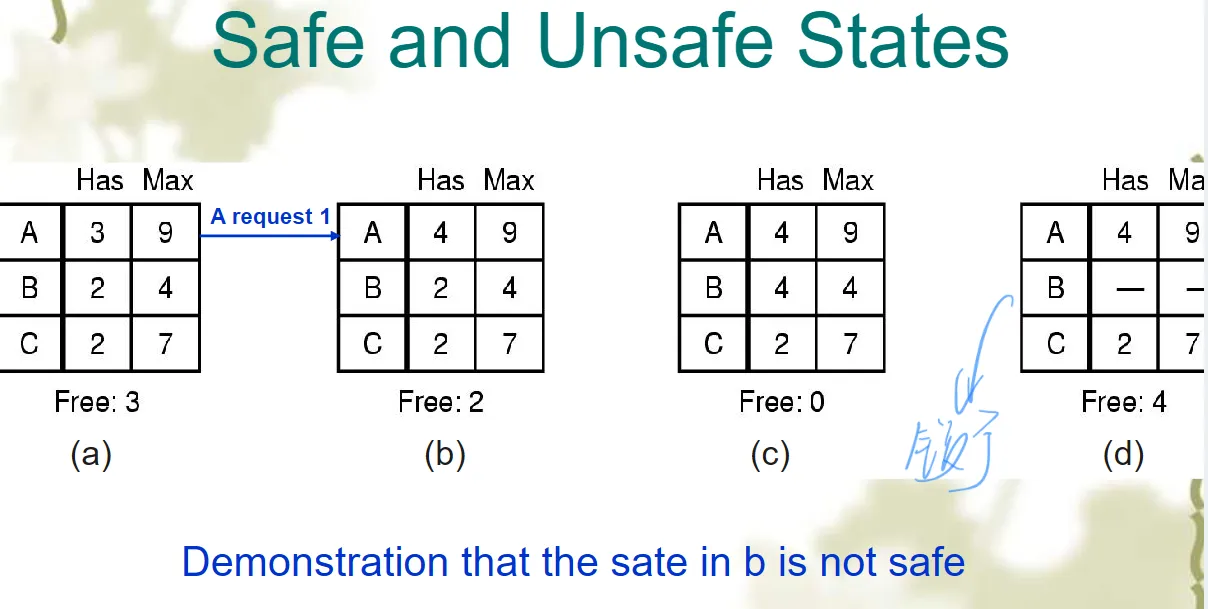 Safe and Unsafe States
Has Max
A 3 9
B 2 4
C 2 7
Free: 3
(a)
A request 1
Has Max
A 4 9
B 2 4
C 2 7
Free: 2
(b)
Has Max
A 4 9
B 4 4
C 2 7
Free: 0
(c)
Has Ma
A 4 9
B — —
C 2 7
Free: 4
(d)
Demonstration that the sate in b is not safe